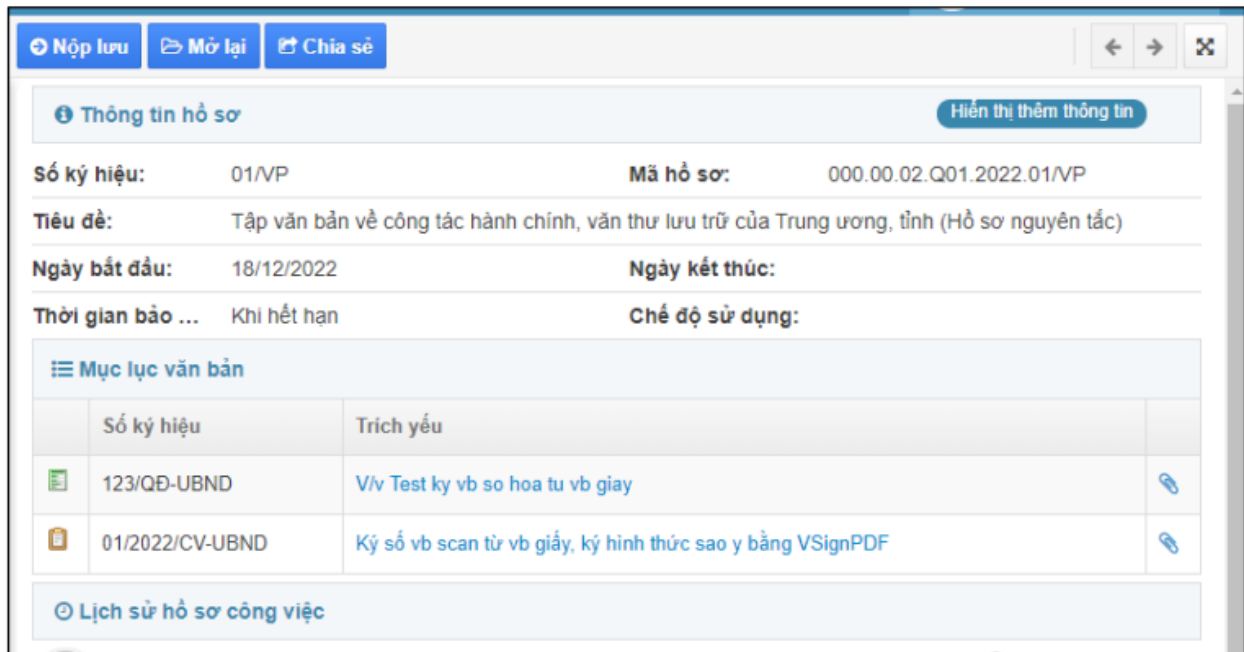 Nộp lưu Mở lại Chia sẻ
Thông tin hồ sơ Hiển thị thêm thông tin
Số ký hiệu: 01/VP Mã hồ sơ: 000.00.02.Q01.2022.01/VP
Tiêu đề: Tập văn bản về công tác hành chính, văn thư lưu trữ của Trung ương, tỉnh (Hồ sơ nguyên tắc)
Ngày bắt đầu: 18/12/2022 Ngày kết thúc:
Thời gian bảo ... Khi hết hạn Chế độ sử dụng:
Mục lục văn bản
Số ký hiệu Trích yếu
123/QĐ-UBND V/v Test ky vb so hoa tu vb giay
01/2022/CV-UBND Ký số vb scan từ vb giấy, ký hình thức sao y bằng VSignPDF
Lịch sử hồ sơ công việc